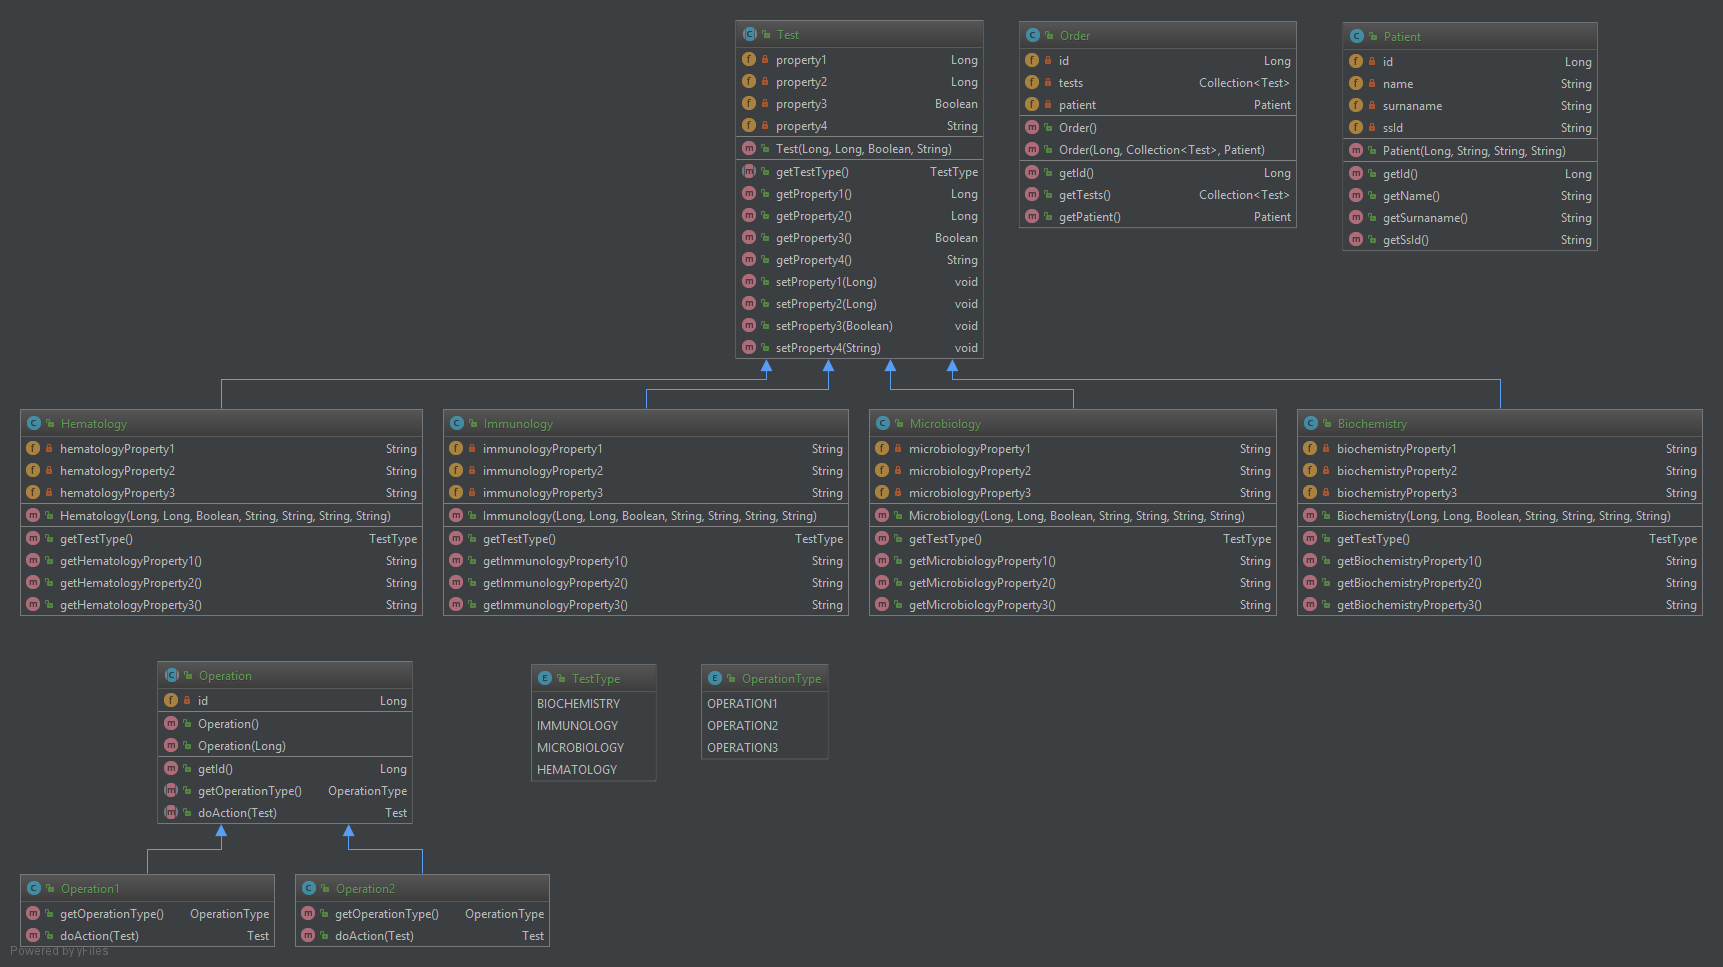 Test
property1 Long
property2 Long
property3 Boolean
property4 String
Test(Long, Long, Boolean, String)
getTestType() TestType
getProperty1() Long
getProperty2() Long
getProperty3() Boolean
getProperty4() String
setProperty1(Long) void
setProperty2(Long) void
setProperty3(Boolean) void
setProperty4(String) void
Order
id Long
tests Collection<Test>
patient Patient
Order()
Order(Long, Collection<Test>, Patient)
getId() Long
getTests() Collection<Test>
getPatient() Patient
Patient
id Long
name String
surnaname String
ssId String
Patient(Long, String, String, String)
getId() Long
getName() String
getSurnaname() String
getSsId() String
Hematology
hematologyProperty1 String
hematologyProperty2 String
hematologyProperty3 String
Hematology(Long, Long, Boolean, String, String, String, String)
getTestType() TestType
getHematologyProperty1() String
getHematologyProperty2() String
getHematologyProperty3() String
Immunology
immunologyProperty1 String
immunologyProperty2 String
immunologyProperty3 String
Immunology(Long, Long, Boolean, String, String, String, String)
getTestType() TestType
getImmunologyProperty1() String
getImmunologyProperty2() String
getImmunologyProperty3() String
Microbiology
microbiologyProperty1 String
microbiologyProperty2 String
microbiologyProperty3 String
Microbiology(Long, Long, Boolean, String, String, String, String)
getTestType() TestType
getMicrobiologyProperty1() String
getMicrobiologyProperty2() String
getMicrobiologyProperty3() String
Biochemistry
biochemistryProperty1 String
biochemistryProperty2 String
biochemistryProperty3 String
Biochemistry(Long, Long, Boolean, String, String, String, String)
getTestType() TestType
getBiochemistryProperty1() String
getBiochemistryProperty2() String
getBiochemistryProperty3() String
Operation
id Long
Operation()
Operation(Long)
getId() Long
getOperationType() OperationType
doAction(Test) Test
TestType
BIOCHEMISTRY
IMMUNOLOGY
MICROBIOLOGY
HEMATOLOGY
OperationType
OPERATION1
OPERATION2
OPERATION3
Operation1
getOperationType() OperationType
doAction(Test) Test
Operation2
getOperationType() OperationType
doAction(Test) Test
Powered by yFiles